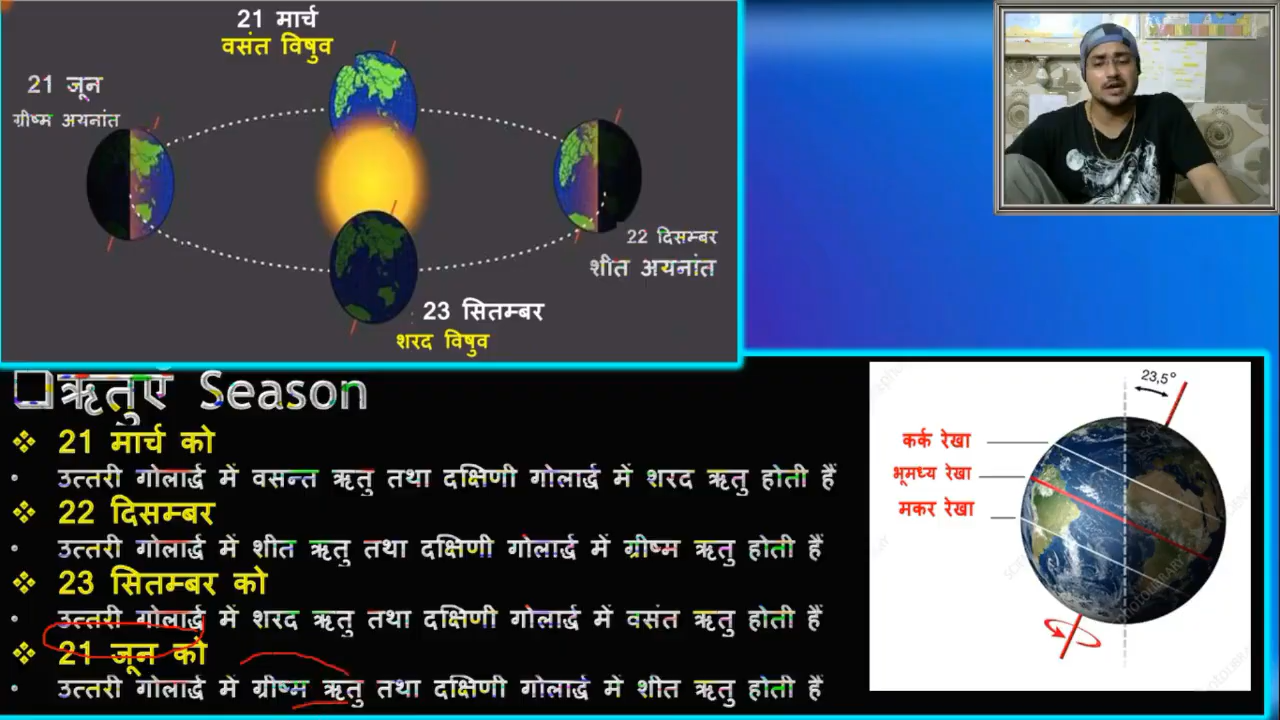 21 मार्च
वसंत विषुव
21 जून
ग्रीष्म अयनांत
22 दिसम्बर
शीत अयनांत
23 सितम्बर
शरद विषुव
ऋतुएँ Season
21 मार्च को
उत्तरी गोलार्द्ध में वसन्त ऋतु तथा दक्षिणी गोलार्द्ध में शरद ऋतु होती हैं
22 दिसम्बर
उत्तरी गोलार्द्ध में शीत ऋतु तथा दक्षिणी गोलार्द्ध में ग्रीष्म ऋतु होती हैं
23 सितम्बर को
उत्तरी गोलार्द्ध में शरद ऋतु तथा दक्षिणी गोलार्द्ध में वसंत ऋतु होती हैं
21 जून को
उत्तरी गोलार्द्ध में ग्रीष्म ऋतु तथा दक्षिणी गोलार्द्ध में शीत ऋतु होती हैं
23,5°
कर्क रेखा
भूमध्य रेखा
मकर रेखा